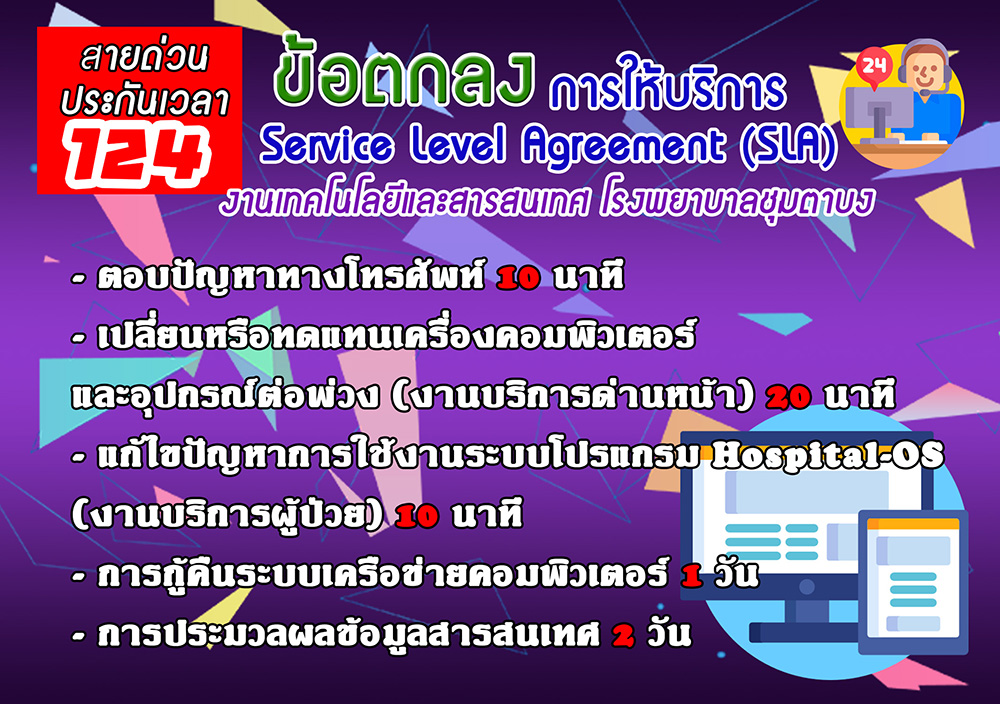 สายด่วน
ประกันเวลา
124
ข้อตกลง การให้บริการ
24
Service Level Agreement (SLA)
งานเทคโนโลยีและสารสนเทศ โรงพยาบาลชุมตาบง
- ตอบปัญหาทางโทรศัพท์ 10 นาที
- เปลี่ยนหรือทดแทนเครื่องคอมพิวเตอร์
และอุปกรณ์ต่อพ่วง (งานบริการด่านหน้า) 20 นาที
- แก้ไขปัญหาการใช้งานระบบโปรแกรม Hospital-OS
(งานบริการผู้ป่วย) 10 นาที
- การกู้คืนระบบเครือข่ายคอมพิวเตอร์ 1 วัน
- การประมวลผลข้อมูลสารสนเทศ 2 วัน